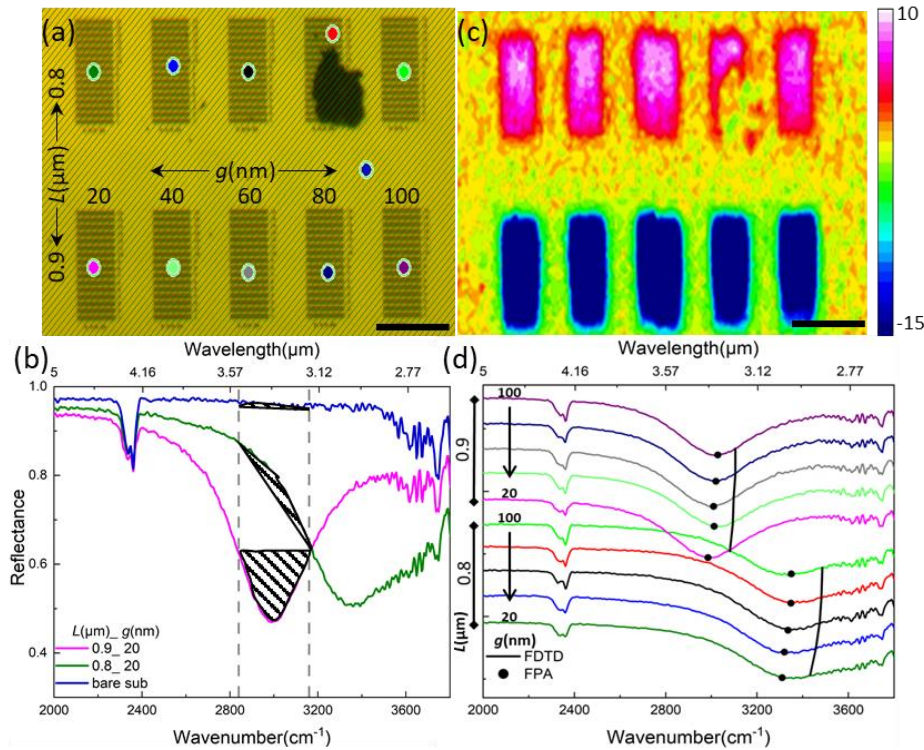 (a)
L(μm)
0.8
0.9
g(nm)
20 40 60 80 100
(c)
10
-15
(b)
Wavelength(μm)
5 4.16 3.57 3.12 2.77
1.0
0.8
0.6
0.4
Reflectance
L(μm)_ g(nm)
0.9_ 20
0.8_ 20
bare sub
2000 2400 2800 3200 3600
Wavenumber(cm⁻¹)
(d)
Wavelength(μm)
5 4.16 3.57 3.12 2.77
100
0.9
20
100
0.8
20
L(μm)
g(nm)
FDTD
FPA
2000 2400 2800 3200 3600
Wavenumber(cm⁻¹)